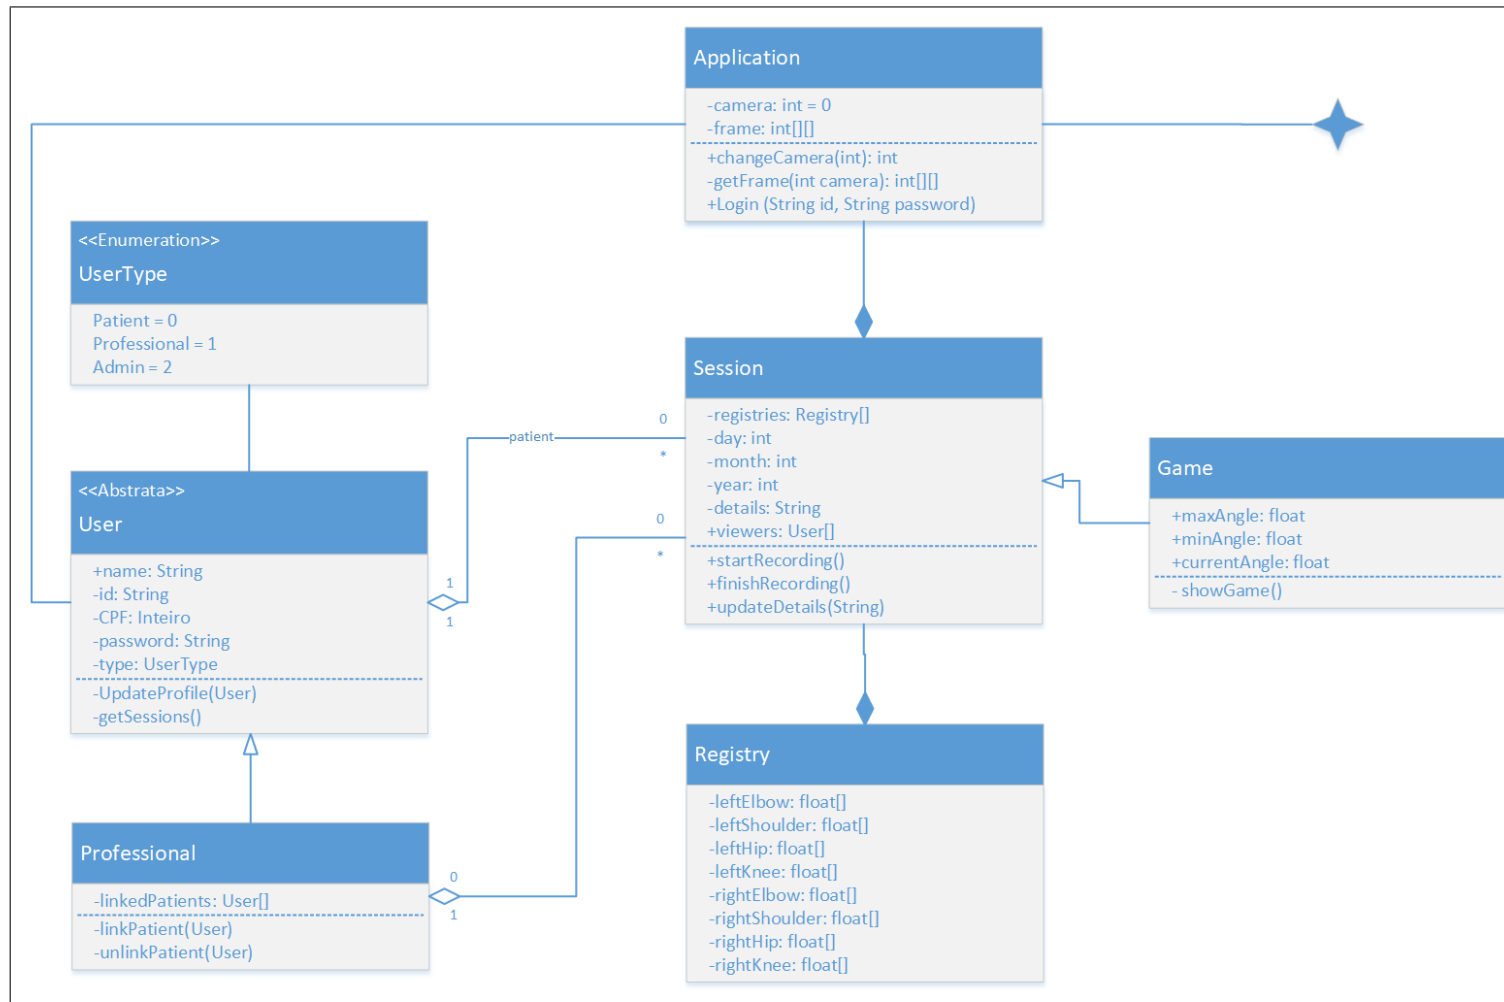 Application
-camera: int = 0
-frame: int[][]
+changeCamera(int): int
-getFrame(int camera): int[][]
+Login (String id, String password)
<<Enumeration>>
UserType
Patient = 0
Professional = 1
Admin = 2
<<Abstrata>>
User
+name: String
-id: String
-CPF: Inteiro
-password: String
-type: UserType
-UpdateProfile(User)
-getSessions()
1
1
patient
0
*
0
*
Session
-registries: Registry[]
-day: int
-month: int
-year: int
-details: String
+viewers: User[]
+startRecording()
+finishRecording()
+updateDetails(String)
Game
+maxAngle: float
+minAngle: float
+currentAngle: float
- showGame()
Professional
-linkedPatients: User[]
-linkPatient(User)
-unlinkPatient(User)
0
1
Registry
-leftElbow: float[]
-leftShoulder: float[]
-leftHip: float[]
-leftKnee: float[]
-rightElbow: float[]
-rightShoulder: float[]
-rightHip: float[]
-rightKnee: float[]